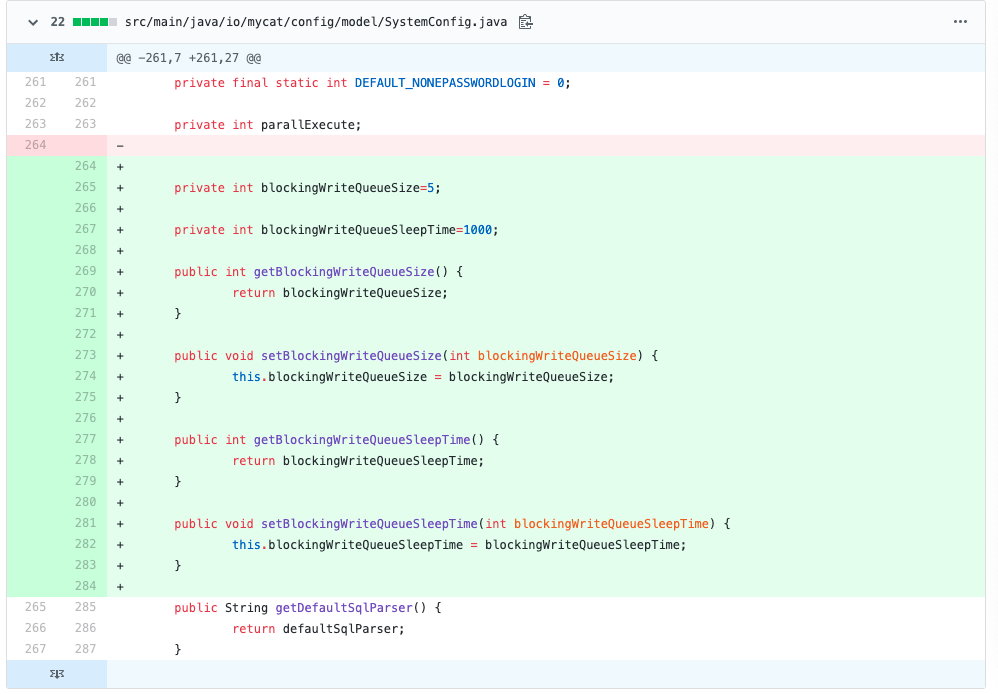 22 src/main/java/io/mycat/config/model/SystemConfig.java ...
@@ -261,7 +261,27 @@
261 261 private final static int DEFAULT_NONEPASSWORDLOGIN = 0;
262 262
263 263 private int parallExecute;
264 -
264 +
265 + private int blockingWriteQueueSize=5;
266 +
267 + private int blockingWriteQueueSleepTime=1000;
268 +
269 + public int getBlockingWriteQueueSize() {
270 + return blockingWriteQueueSize;
271 + }
272 +
273 + public void setBlockingWriteQueueSize(int blockingWriteQueueSize) {
274 + this.blockingWriteQueueSize = blockingWriteQueueSize;
275 + }
276 +
277 + public int getBlockingWriteQueueSleepTime() {
278 + return blockingWriteQueueSleepTime;
279 + }
280 +
281 + public void setBlockingWriteQueueSleepTime(int blockingWriteQueueSleepTime) {
282 + this.blockingWriteQueueSleepTime = blockingWriteQueueSleepTime;
283 + }
284 +
265 285 public String getDefaultSqlParser() {
266 286 return defaultSqlParser;
267 287 }